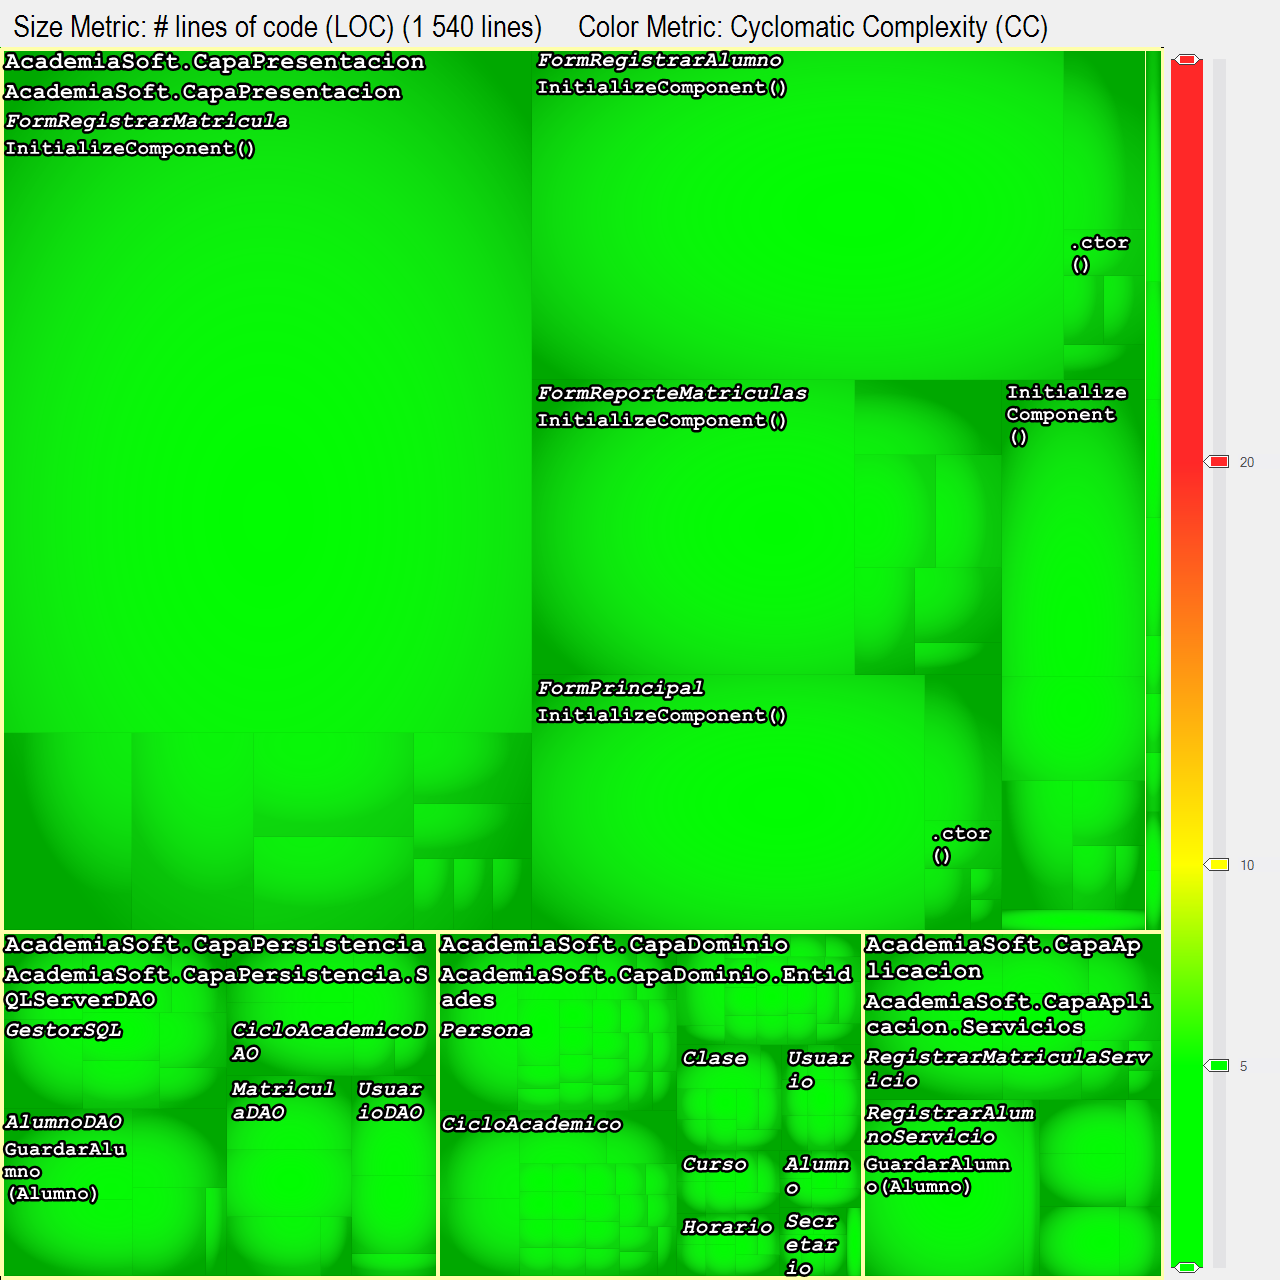 Size Metric: # lines of code (LOC) (1 540 lines) Color Metric: Cyclomatic Complexity (CC)
AcademiaSoft.CapaPresentacion
AcademiaSoft.CapaPresentacion
FormRegistrarMatricula
InitializeComponent()
FormRegistrarAlumno
InitializeComponent()
.ctor
()
FormReporteMatriculas
InitializeComponent()
Initialize
Component
()
FormPrincipal
InitializeComponent()
.ctor
()
AcademiaSoft.CapaPersistencia
AcademiaSoft.CapaPersistencia.S
QLServerDAO
GestorSQL
CicloAcademicoD
AO
Matricul
aDAO
Usuar
ioDAO
AlumnoDAO
GuardarAlu
mno
(Alumno)
AcademiaSoft.CapaDominio
AcademiaSoft.CapaDominio.Entid
ades
Persona
Clase
Usuar
io
CicloAcademico
Curso
Alumn
o
Horario
Secr
etar
io
AcademiaSoft.CapaAp
licacion
AcademiaSoft.CapaApli
cacion.Servicios
RegistrarMatriculaServ
icio
RegistrarAlum
noServicio
GuardarAlumn
o(Alumno)
20
10
5